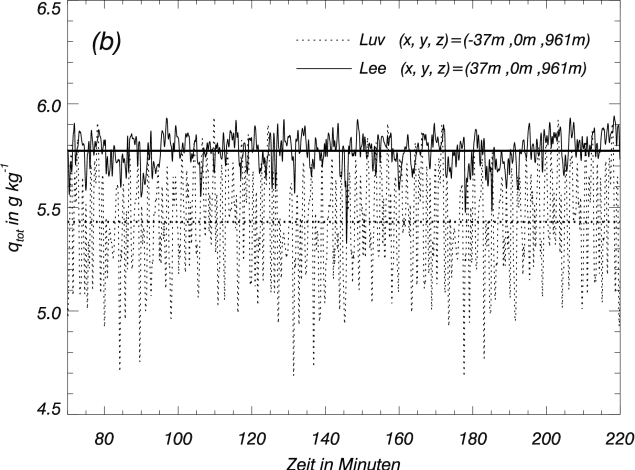 (b)
Luv (x, y, z)=(-37m ,0m ,961m)
Lee (x, y, z)=(37m ,0m ,961m)
6.5
6.0
5.5
5.0
4.5
q_tot in g kg^-1
80 100 120 140 160 180 200 220
Zeit in Minuten